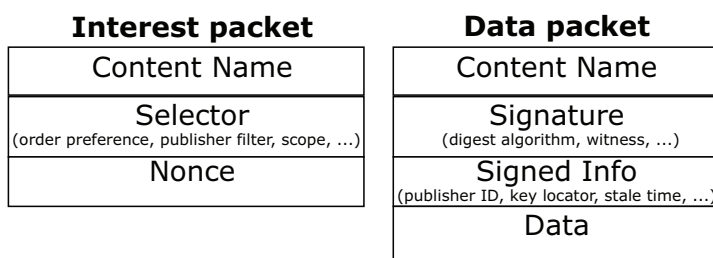 Interest packet
Content Name
Selector
(order preference, publisher filter, scope, ...)
Nonce
Data packet
Content Name
Signature
(digest algorithm, witness, ...)
Signed Info
(publisher ID, key locator, stale time, ...)
Data